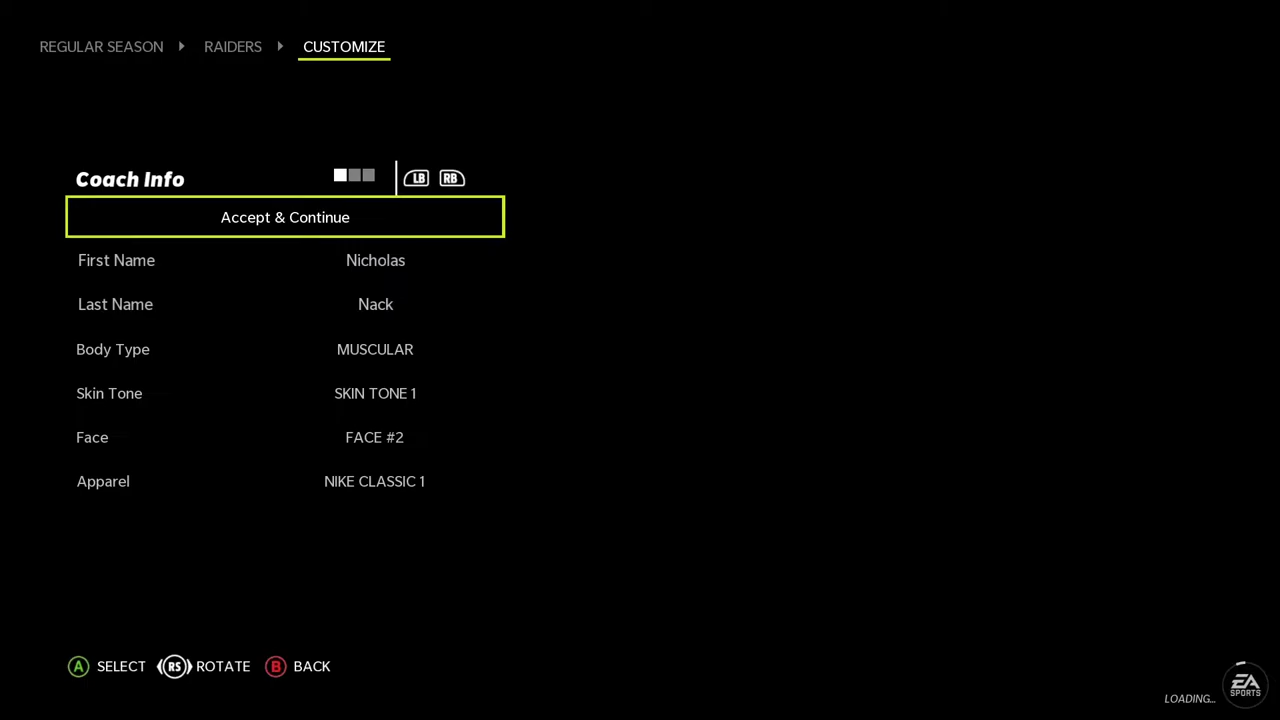 REGULAR SEASON RAIDERS CUSTOMIZE
Coach Info LB RB
Accept & Continue
First Name Nicholas
Last Name Nack
Body Type MUSCULAR
Skin Tone SKIN TONE 1
Face FACE #2
Apparel NIKE CLASSIC 1
A SELECT RS ROTATE B BACK
LOADING... EA SPORTS